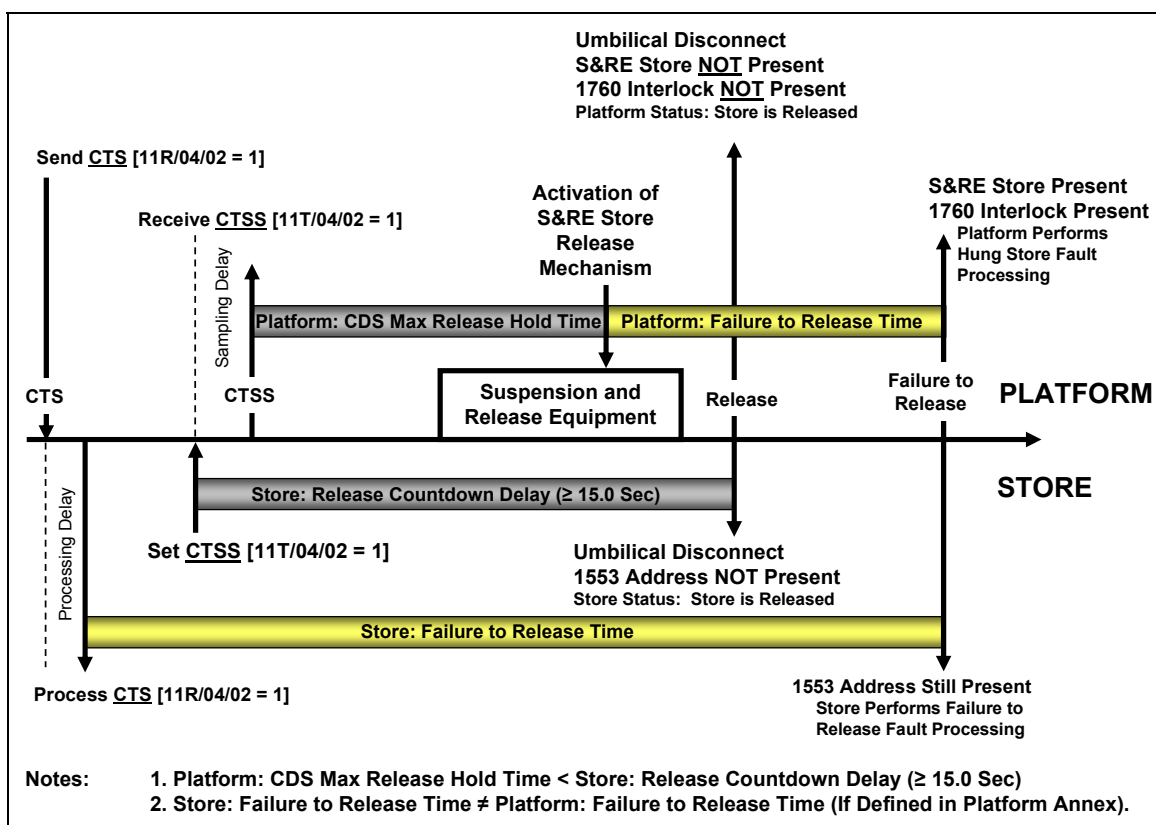 Umbilical Disconnect
S&RE Store NOT Present
1760 Interlock NOT Present
Platform Status: Store is Released
Send CTS [11R/04/02 = 1]
Activation of
S&RE Store
Release
Mechanism
S&RE Store Present
1760 Interlock Present
Platform Performs
Hung Store Fault
Processing
Receive CTSS [11T/04/02 = 1]
Sampling Delay
Platform: CDS Max Release Hold Time
Platform: Failure to Release Time
CTS
CTSS
Suspension and
Release Equipment
Release
Failure to
Release
PLATFORM
STORE
Store: Release Countdown Delay (≥ 15.0 Sec)
Processing Delay
Set CTSS [11T/04/02 = 1]
Umbilical Disconnect
1553 Address NOT Present
Store Status: Store is Released
Store: Failure to Release Time
Process CTS [11R/04/02 = 1]
1553 Address Still Present
Store Performs Failure to
Release Fault Processing
Notes: 1. Platform: CDS Max Release Hold Time < Store: Release Countdown Delay (≥ 15.0 Sec)
2. Store: Failure to Release Time ≠ Platform: Failure to Release Time (If Defined in Platform Annex).